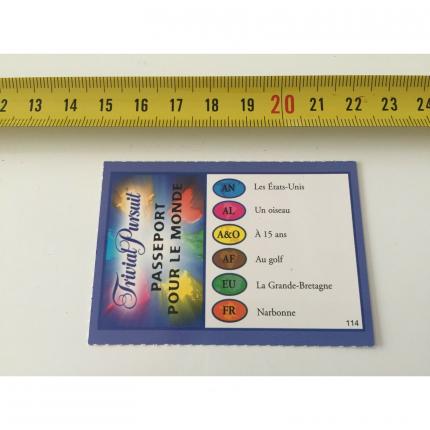 2 13 14 15 16 17 18 19 20 21 22 23 24
Trivial Pursuit
PASSEPORT
POUR LE MONDE
AN Les États-Unis
AL Un oiseau
A&O À 15 ans
AF Au golf
EU La Grande-Bretagne
FR Narbonne
114